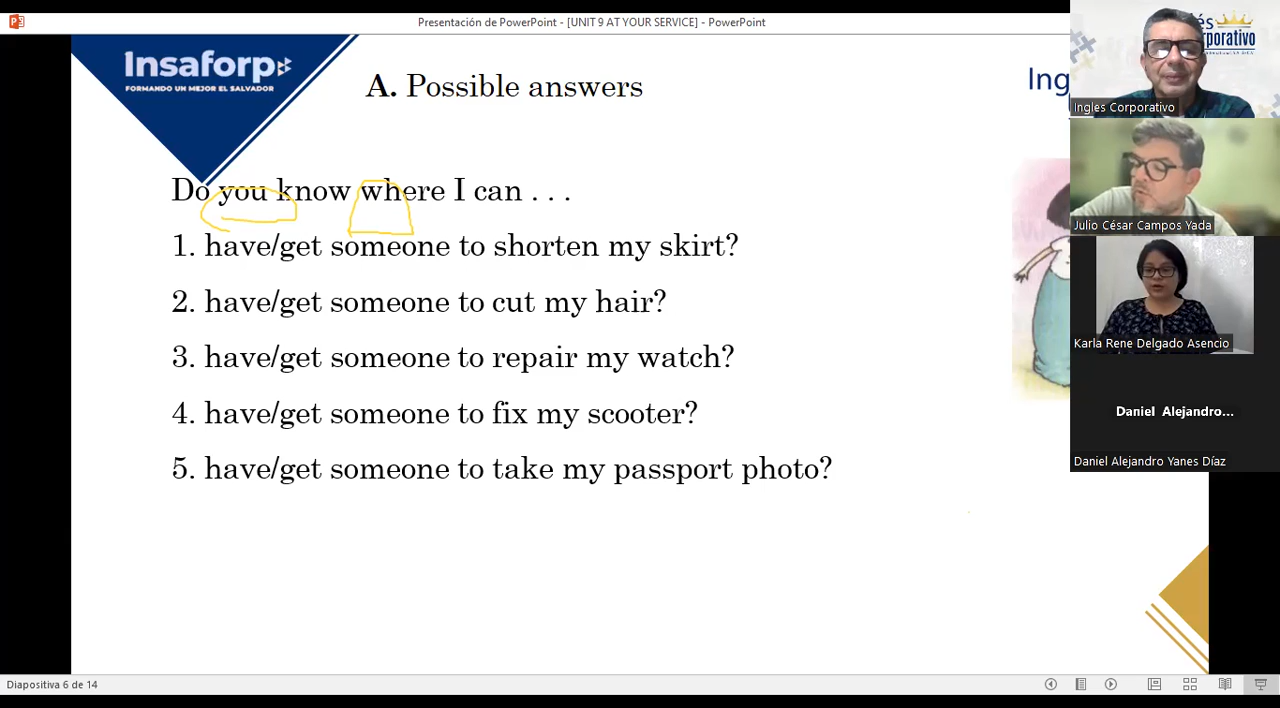 Presentación de PowerPoint - [UNIT 9 AT YOUR SERVICE] - PowerPoint
Insaforp
FORMANDO UN MEJOR EL SALVADOR
A. Possible answers
Do you know where I can . . .
1. have/get someone to shorten my skirt?
2. have/get someone to cut my hair?
3. have/get someone to repair my watch?
4. have/get someone to fix my scooter?
5. have/get someone to take my passport photo?
Ing
Ingles Corporativo
Julio César Campos Yada
Karla Rene Delgado Asencio
Daniel Alejandro...
Daniel Alejandro Yanes Díaz
Diapositiva 6 de 14